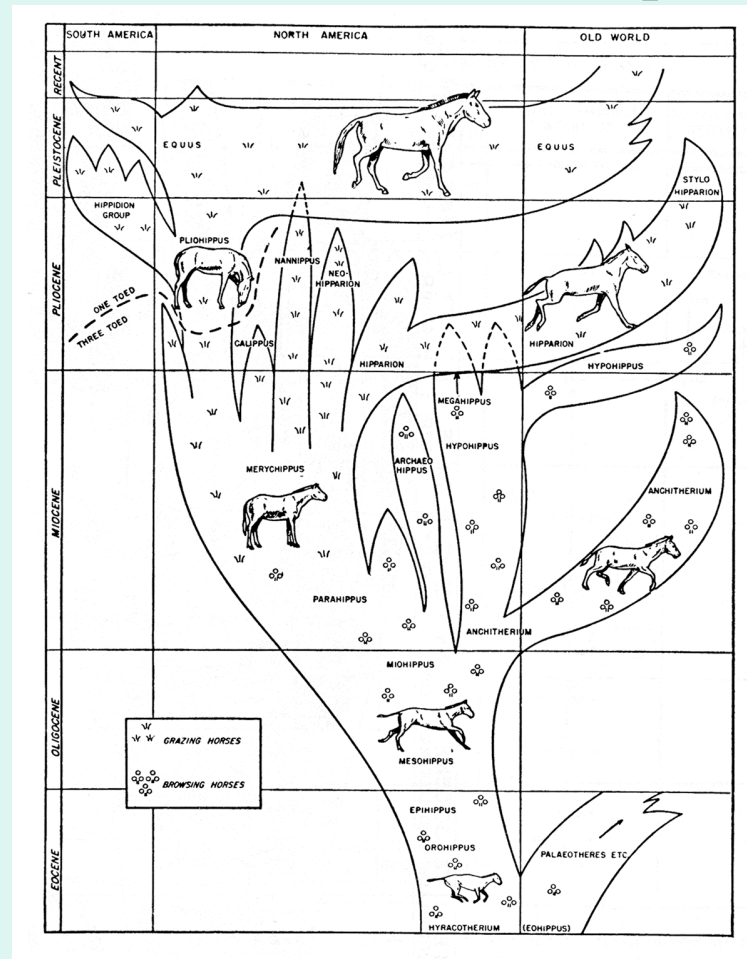 SOUTH AMERICA
NORTH AMERICA
OLD WORLD
RECENT
PLEISTOCENE
PLIOCENE
MIOCENE
OLIGOCENE
EOCENE
EQUUS
EQUUS
STYLO
HIPPARION
HIPPIDION
GROUP
PLIOHIPPUS
NANNIPPUS
NEO-
HIPPARION
ONE TOED
THREE TOED
CALIPPUS
HIPPARION
HIPPARION
HYPOHIPPUS
MEGAHIPPUS
HYPOHIPPUS
ARCHAEO
HIPPUS
MERYCHIPPUS
ANCHITHERIUM
PARAHIPPUS
ANCHITHERIUM
MIOHIPPUS
MESOHIPPUS
GRAZING HORSES
BROWSING HORSES
EPIHIPPUS
OROHIPPUS
PALAEOTHERES ETC.
HYRACOTHERIUM
(EOHIPPUS)